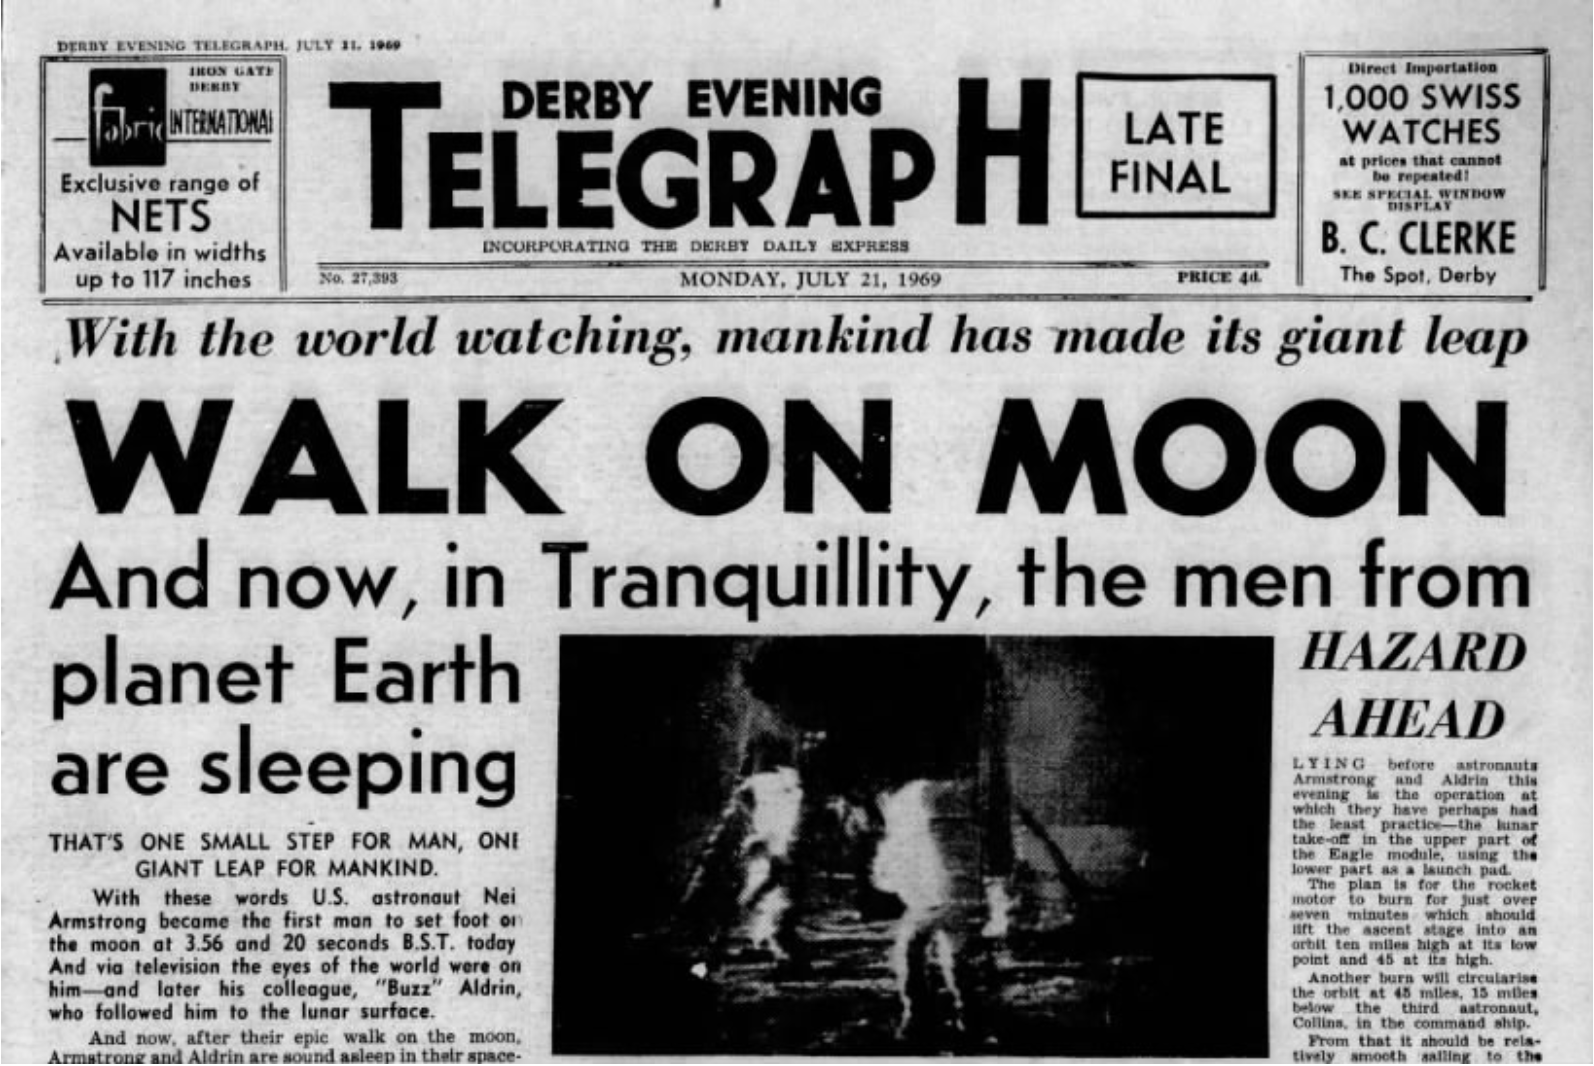 DERBY EVENING TELEGRAPH, JULY 21, 1969
fabric
IRON GATE
DERBY
INTERNATIONAL
Exclusive range of
NETS
Available in widths
up to 117 inches
DERBY EVENING
TELEGRAPH
INCORPORATING THE DERBY DAILY EXPRESS
LATE
FINAL
No. 27,393
MONDAY, JULY 21, 1969
PRICE 4d.
Direct Importation
1,000 SWISS
WATCHES
at prices that cannot
be repeated!
SEE SPECIAL WINDOW
DISPLAY
B. C. CLERKE
The Spot, Derby
With the world watching, mankind has made its giant leap
WALK ON MOON
And now, in Tranquillity, the men from
planet Earth
are sleeping
THAT'S ONE SMALL STEP FOR MAN, ONE
GIANT LEAP FOR MANKIND.
With these words U.S. astronaut Nei
Armstrong became the first man to set foot on
the moon at 3.56 and 20 seconds B.S.T. today
And via television the eyes of the world were on
him—and later his colleague, "Buzz" Aldrin,
who followed him to the lunar surface.
And now, after their epic walk on the moon,
Armstrong and Aldrin are sound asleep in their space-
HAZARD
AHEAD
LYING before astronauts
Armstrong and Aldrin this
evening is the operation at
which they have perhaps had
the least practice—the lunar
take-off in the upper part of
the Eagle module, using the
lower part as a launch pad.
The plan is for the rocket
motor to burn for just over
seven minutes which should
lift the ascent stage into an
orbit ten miles high at its low
point and 45 at its high.
Another burn will circularise
the orbit at 45 miles, 15 miles
below the third astronaut,
Collins, in the command ship.
From that it should be rela-
tively smooth sailing to the